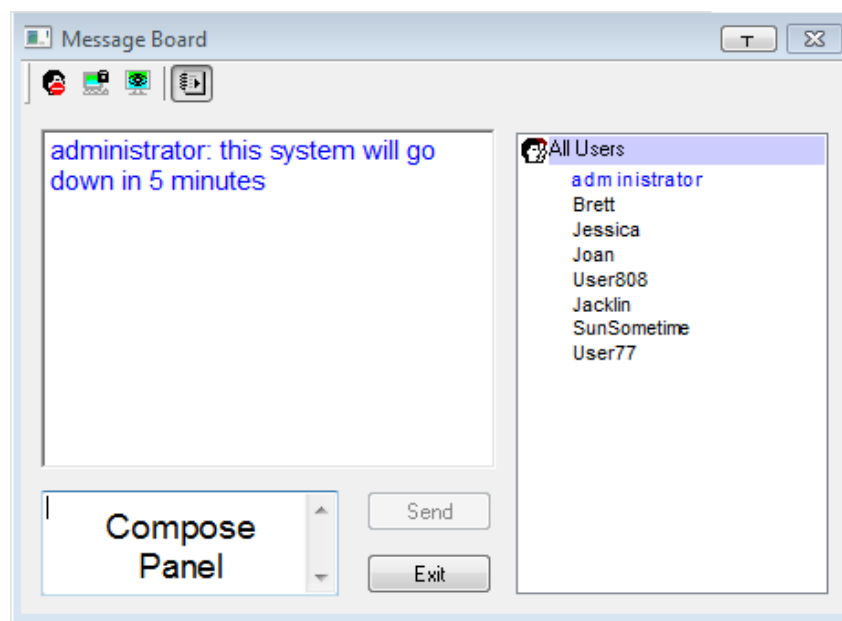 Message Board
T
administrator: this system will go
down in 5 minutes
All Users
administrator
Brett
Jessica
Joan
User808
Jacklin
SunSometime
User77
Compose
Panel
Send
Exit